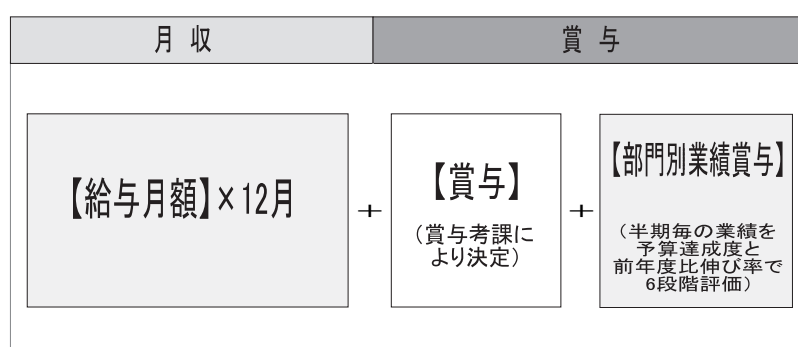 月収
賞与
【給与月額】×12月
+
【賞与】
(賞与考課に
より決定)
+
【部門別業績賞与】
(半期毎の業績を
予算達成度と
前年度比伸び率で
6段階評価)